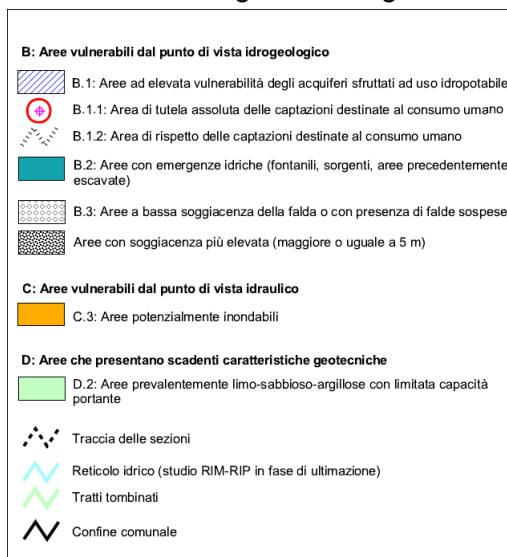 B: Aree vulnerabili dal punto di vista idrogeologico
B.1: Aree ad elevata vulnerabilità degli acquiferi sfruttati ad uso idropotabile
B.1.1: Area di tutela assoluta delle captazioni destinate al consumo umano
B.1.2: Area di rispetto delle captazioni destinate al consumo umano
B.2: Aree con emergenze idriche (fontanili, sorgenti, aree precedentemente
escavate)
B.3: Aree a bassa soggiacenza della falda o con presenza di falde sospese
Aree con soggiacenza più elevata (maggiore o uguale a 5 m)
C: Aree vulnerabili dal punto di vista idraulico
C.3: Aree potenzialmente inondabili
D: Aree che presentano scadenti caratteristiche geotecniche
D.2: Aree prevalentemente limo-sabbioso-argillose con limitata capacità
portante
Traccia delle sezioni
Reticolo idrico (studio RIM-RIP in fase di ultimazione)
Tratti tombinati
Confine comunale